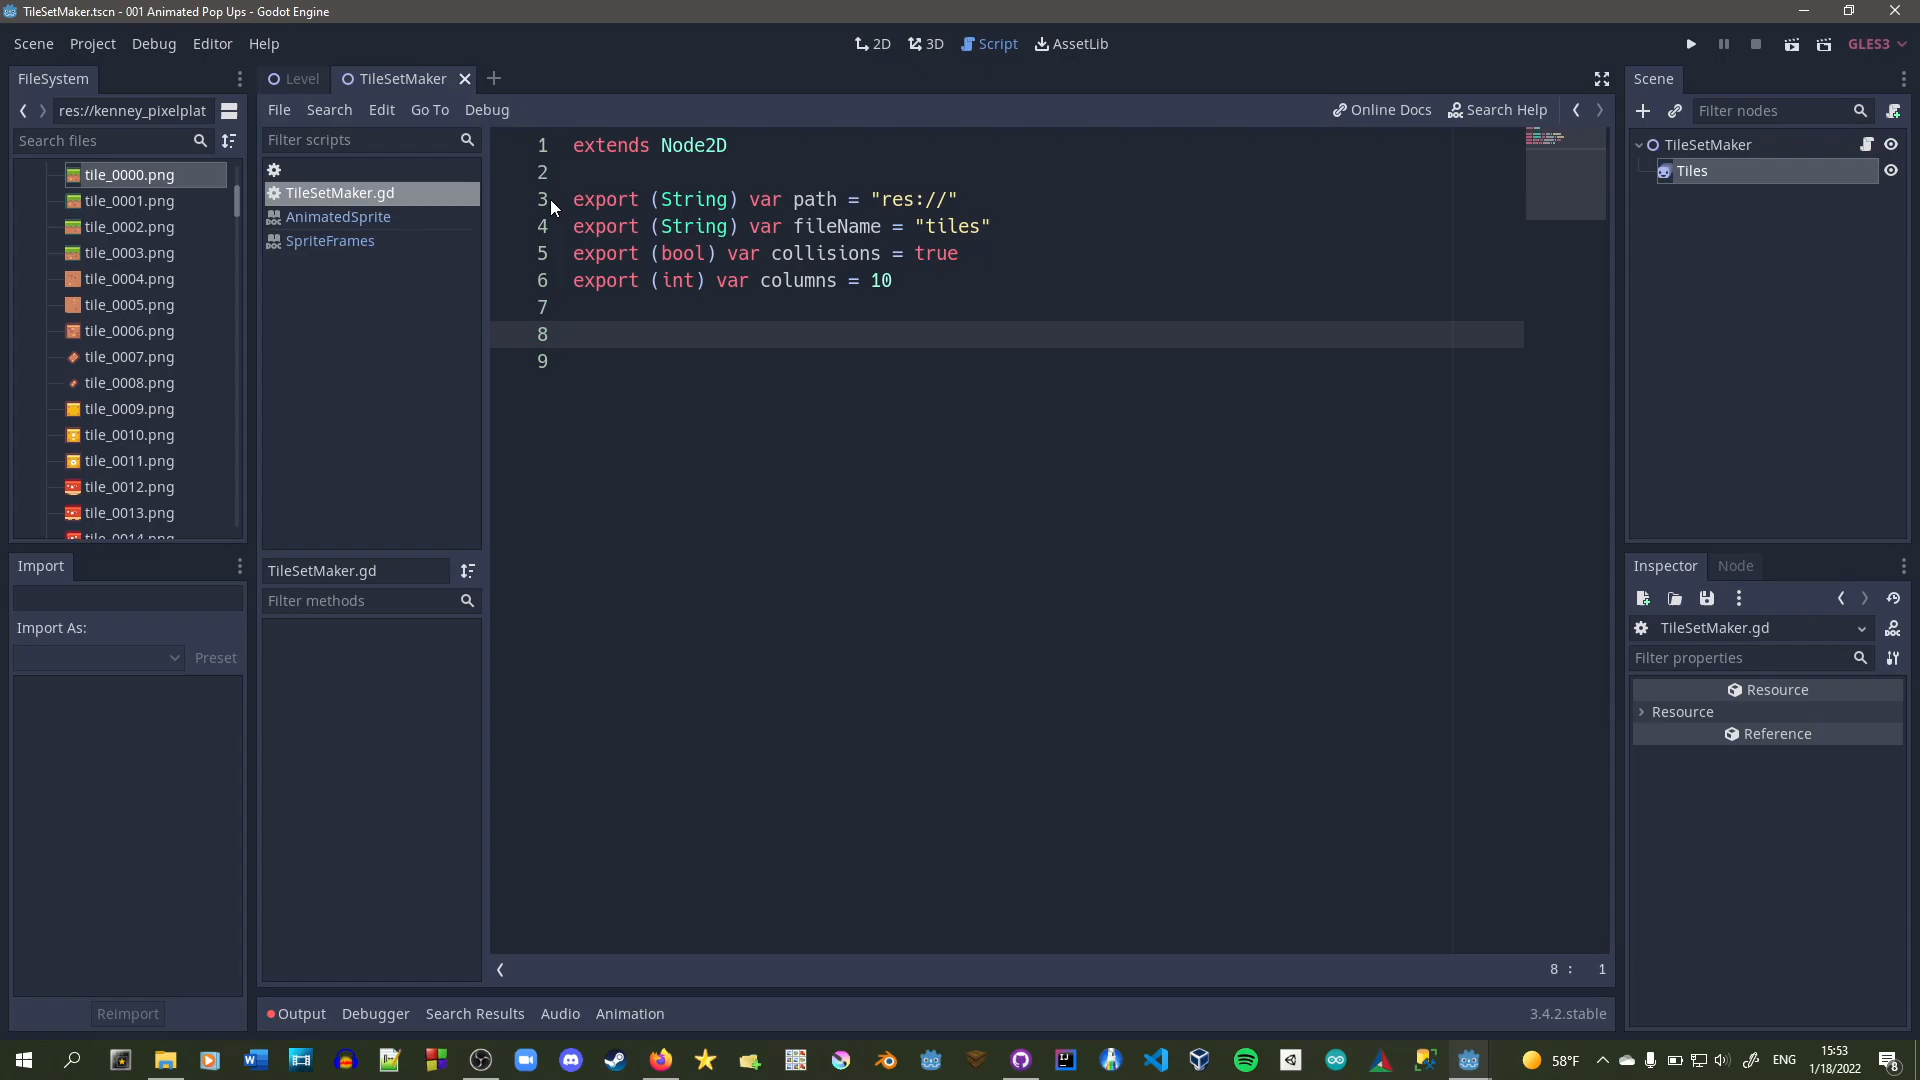 TileSetMaker.tscn - 001 Animated Pop Ups - Godot Engine
Scene Project Debug Editor Help
2D 3D Script AssetLib
GLES3
FileSystem
Level TileSetMaker
Scene
res://kenney_pixelplat
File Search Edit Go To Debug
Online Docs Search Help
Filter nodes
Search files
Filter scripts
TileSetMaker
Tiles
tile_0000.png
tile_0001.png
tile_0002.png
tile_0003.png
tile_0004.png
tile_0005.png
tile_0006.png
tile_0007.png
tile_0008.png
tile_0009.png
tile_0010.png
tile_0011.png
tile_0012.png
tile_0013.png
tile_0014.png
TileSetMaker.gd
AnimatedSprite
SpriteFrames
1 extends Node2D
2
3 export (String) var path = "res://"
4 export (String) var fileName = "tiles"
5 export (bool) var collisions = true
6 export (int) var columns = 10
7
8
9
Import
Import As:
Preset
Reimport
TileSetMaker.gd
Filter methods
8 : 1
Output Debugger Search Results Audio Animation
3.4.2.stable
Inspector Node
TileSetMaker.gd
Filter properties
Resource
Resource
Reference
58°F
ENG
15:53
1/18/2022
8